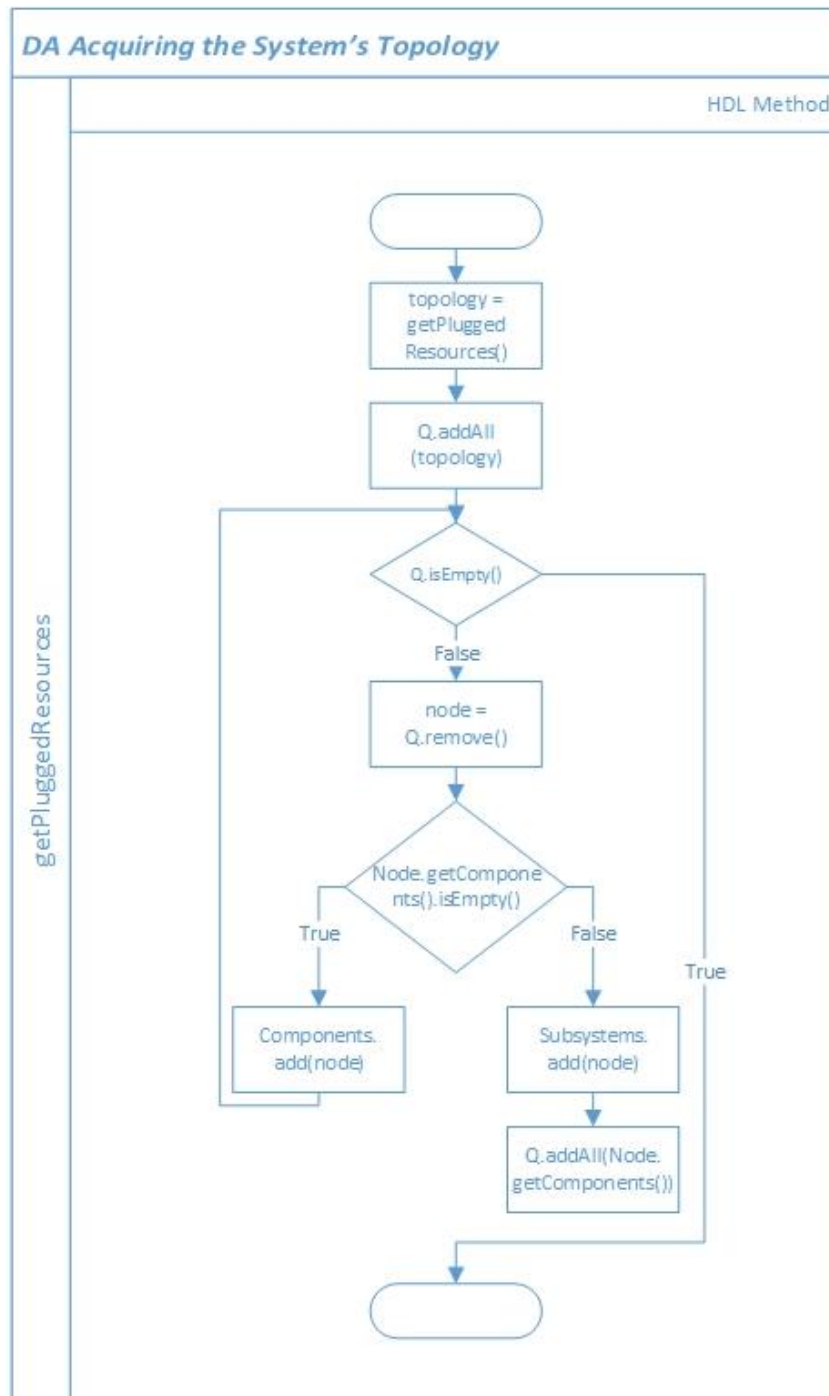 DA Acquiring the System's Topology
HDL Method
getPluggedResources
topology =
getPlugged
Resources()
Q.addAll
(topology)
Q.isEmpty()
False
node =
Q.remove()
Node.getCompone
nts().isEmpty()
True
False
True
Components.
add(node)
Subsystems.
add(node)
Q.addAll(Node.
getComponents())